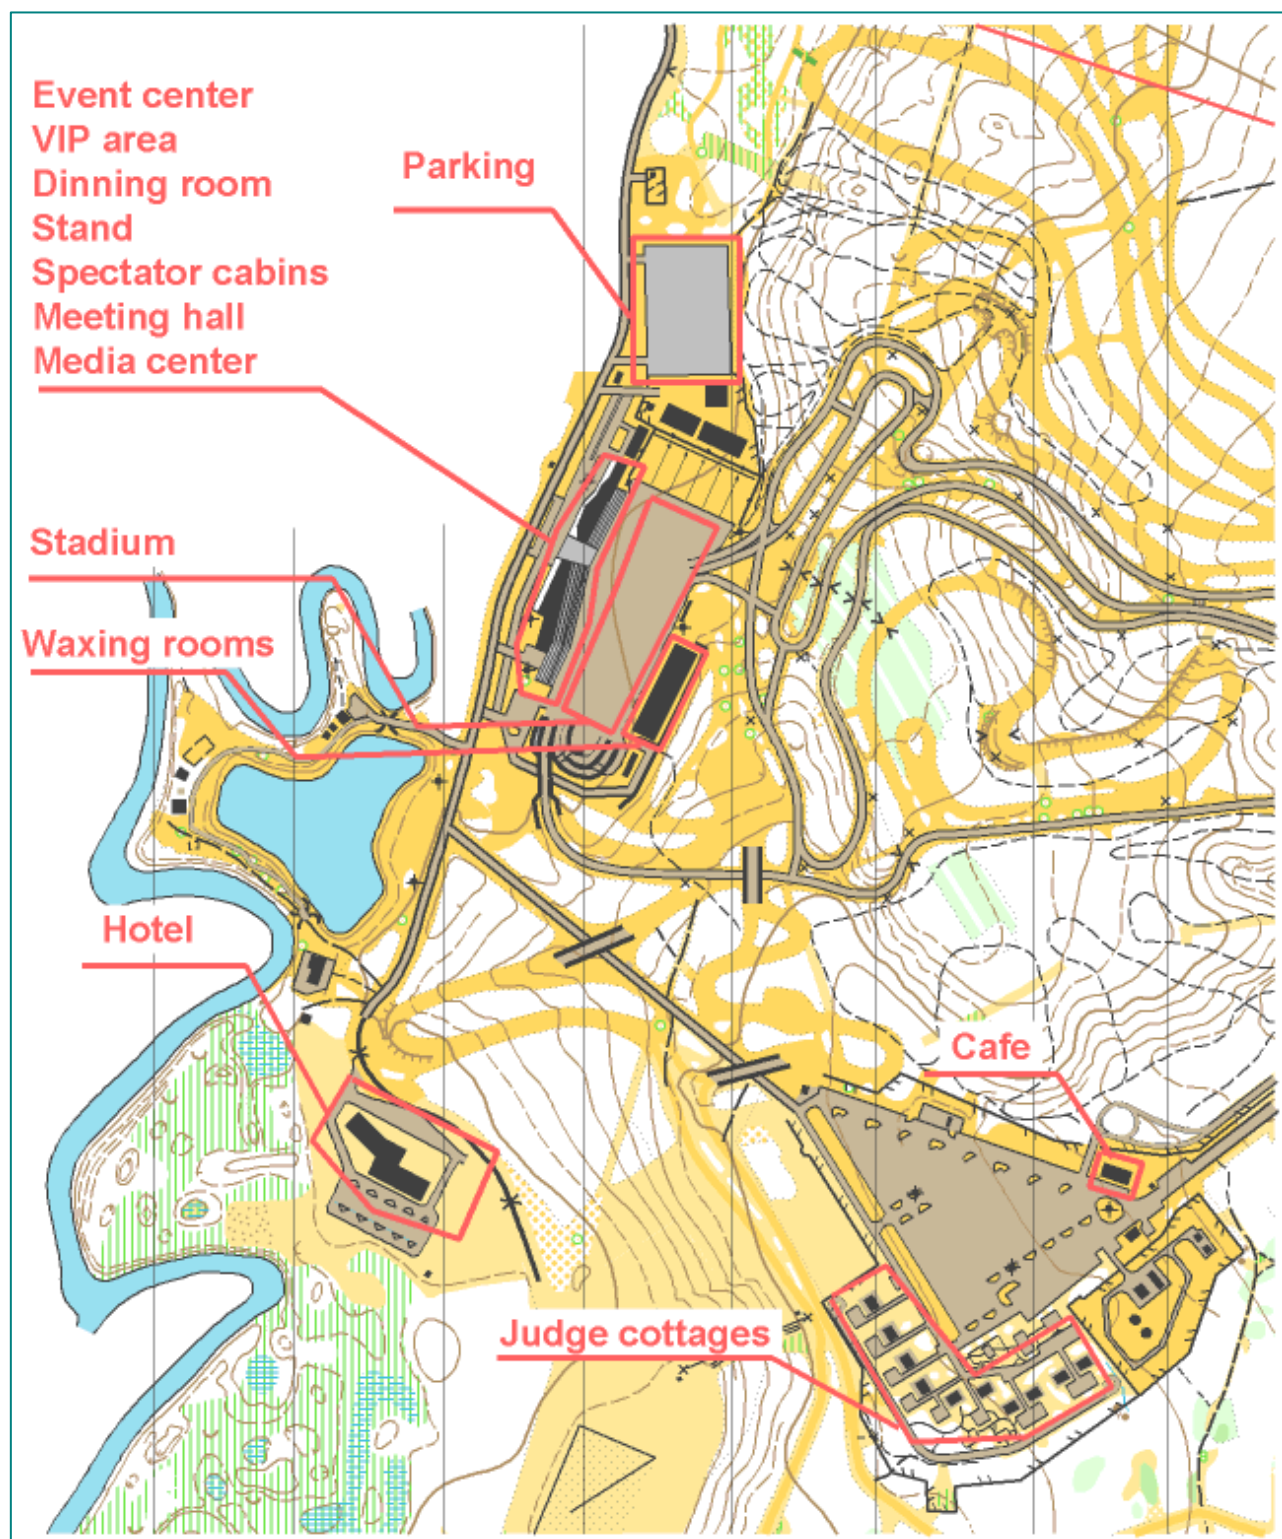 Event center
VIP area
Dinning room
Stand
Spectator cabins
Meeting hall
Media center
Parking
Stadium
Waxing rooms
Hotel
Cafe
Judge cottages